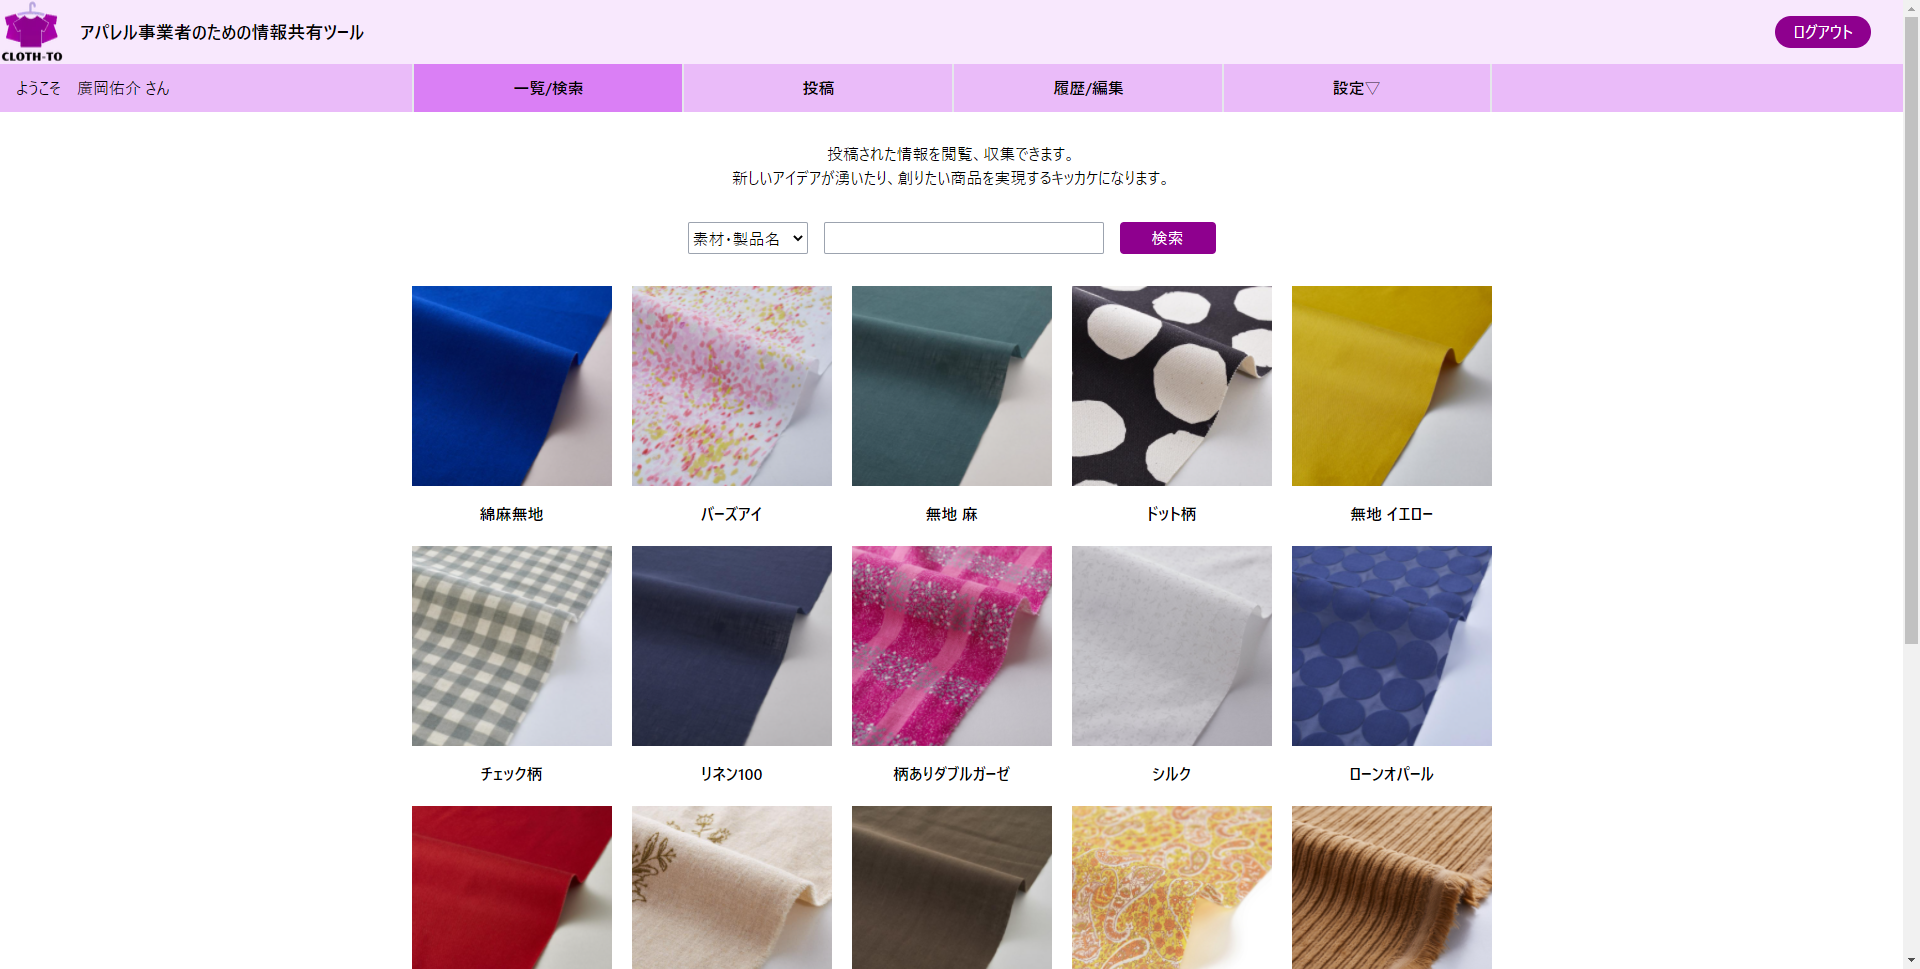 CLOTH-TO
アパレル事業者のための情報共有ツール
ログアウト
ようこそ 廣岡佑介 さん
一覧/検索
投稿
履歴/編集
設定▽
投稿された情報を閲覧、収集できます。
新しいアイデアが湧いたり、創りたい商品を実現するキッカケになります。
素材・製品名
検索
綿麻無地
バーズアイ
無地 麻
ドット柄
無地 イエロー
チェック柄
リネン100
柄ありダブルガーゼ
シルク
ローンオパール